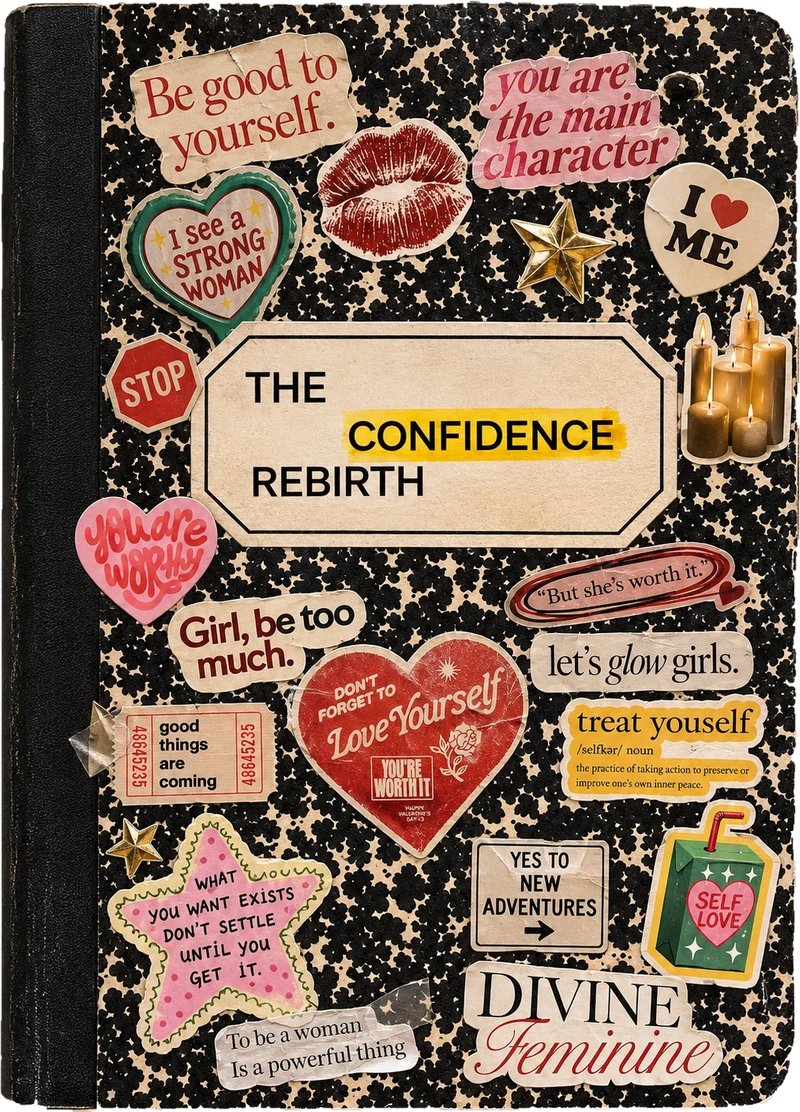 Be good to
yourself.
you are
the main
character
I see a
STRONG
WOMAN
I
ME
STOP
THE
CONFIDENCE
REBIRTH
you are
worthy
"But she's worth it."
Girl, be too
much.
let's glow girls.
DON'T
FORGET TO
Love Yourself
YOU'RE
WORTH IT
HAPPY
VALENTINE'S
treat youself
/selfkər/ noun
the practice of taking action to preserve or
improve one's own inner peace.
48645235
good
things
are
coming
48645235
WHAT
YOU WANT EXISTS
DON'T SETTLE
UNTIL YOU
GET IT.
YES TO
NEW
ADVENTURES
SELF
LOVE
DIVINE
Feminine
To be a woman
Is a powerful thing